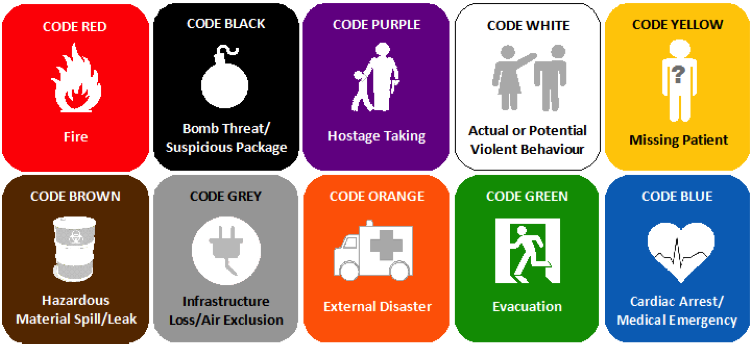 CODE RED
Fire
CODE BLACK
Bomb Threat/
Suspicious Package
CODE PURPLE
Hostage Taking
CODE WHITE
Actual or Potential
Violent Behaviour
CODE YELLOW
?
Missing Patient
CODE BROWN
Hazardous
Material Spill/Leak
CODE GREY
Infrastructure
Loss/Air Exclusion
CODE ORANGE
External Disaster
CODE GREEN
Evacuation
CODE BLUE
Cardiac Arrest/
Medical Emergency